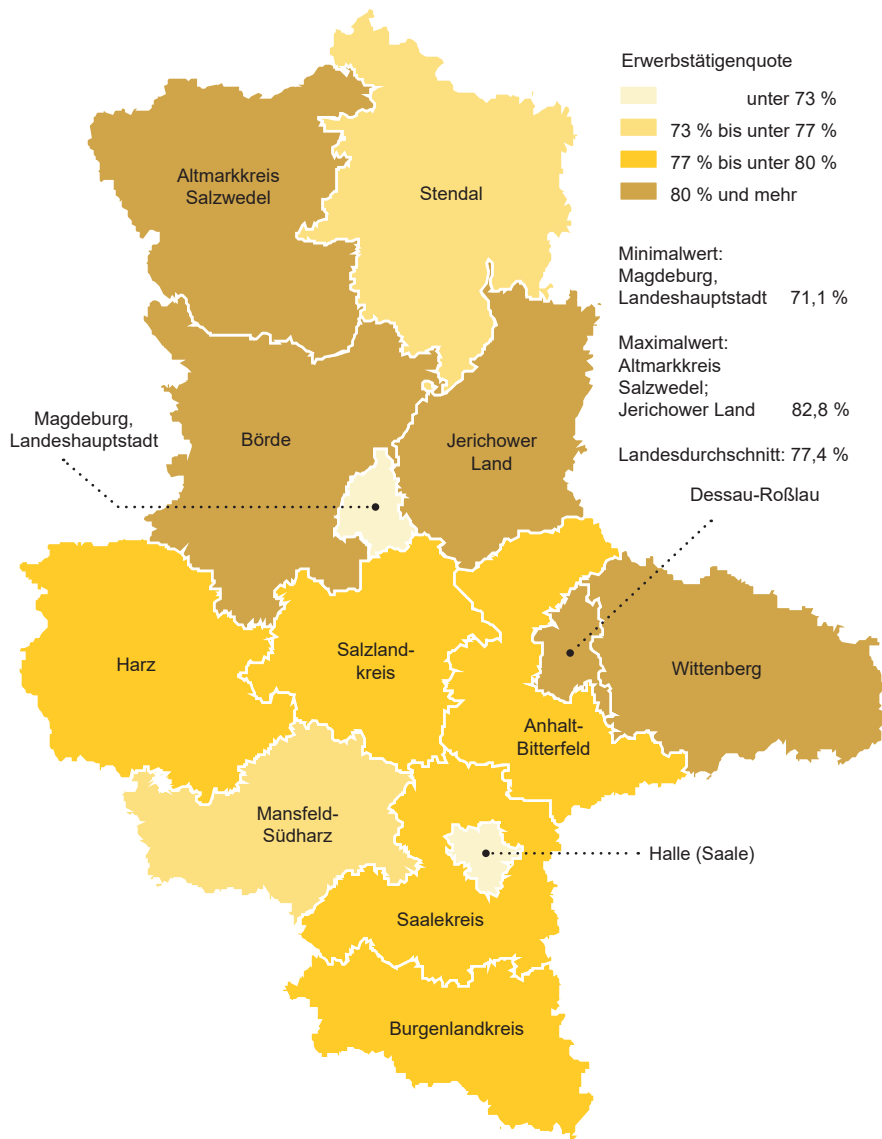 Erwerbstätigenquote
unter 73 %
73 % bis unter 77 %
77 % bis unter 80 %
80 % und mehr
Minimalwert:
Magdeburg,
Landeshauptstadt 71,1 %
Maximalwert:
Altmarkkreis
Salzwedel;
Jerichower Land 82,8 %
Landesdurchschnitt: 77,4 %
Altmarkkreis
Salzwedel
Stendal
Magdeburg,
Landeshauptstadt
Börde
Jerichower
Land
Dessau-Roßlau
Harz
Salzland-
kreis
Wittenberg
Anhalt-
Bitterfeld
Mansfeld-
Südharz
Halle (Saale)
Saalekreis
Burgenlandkreis